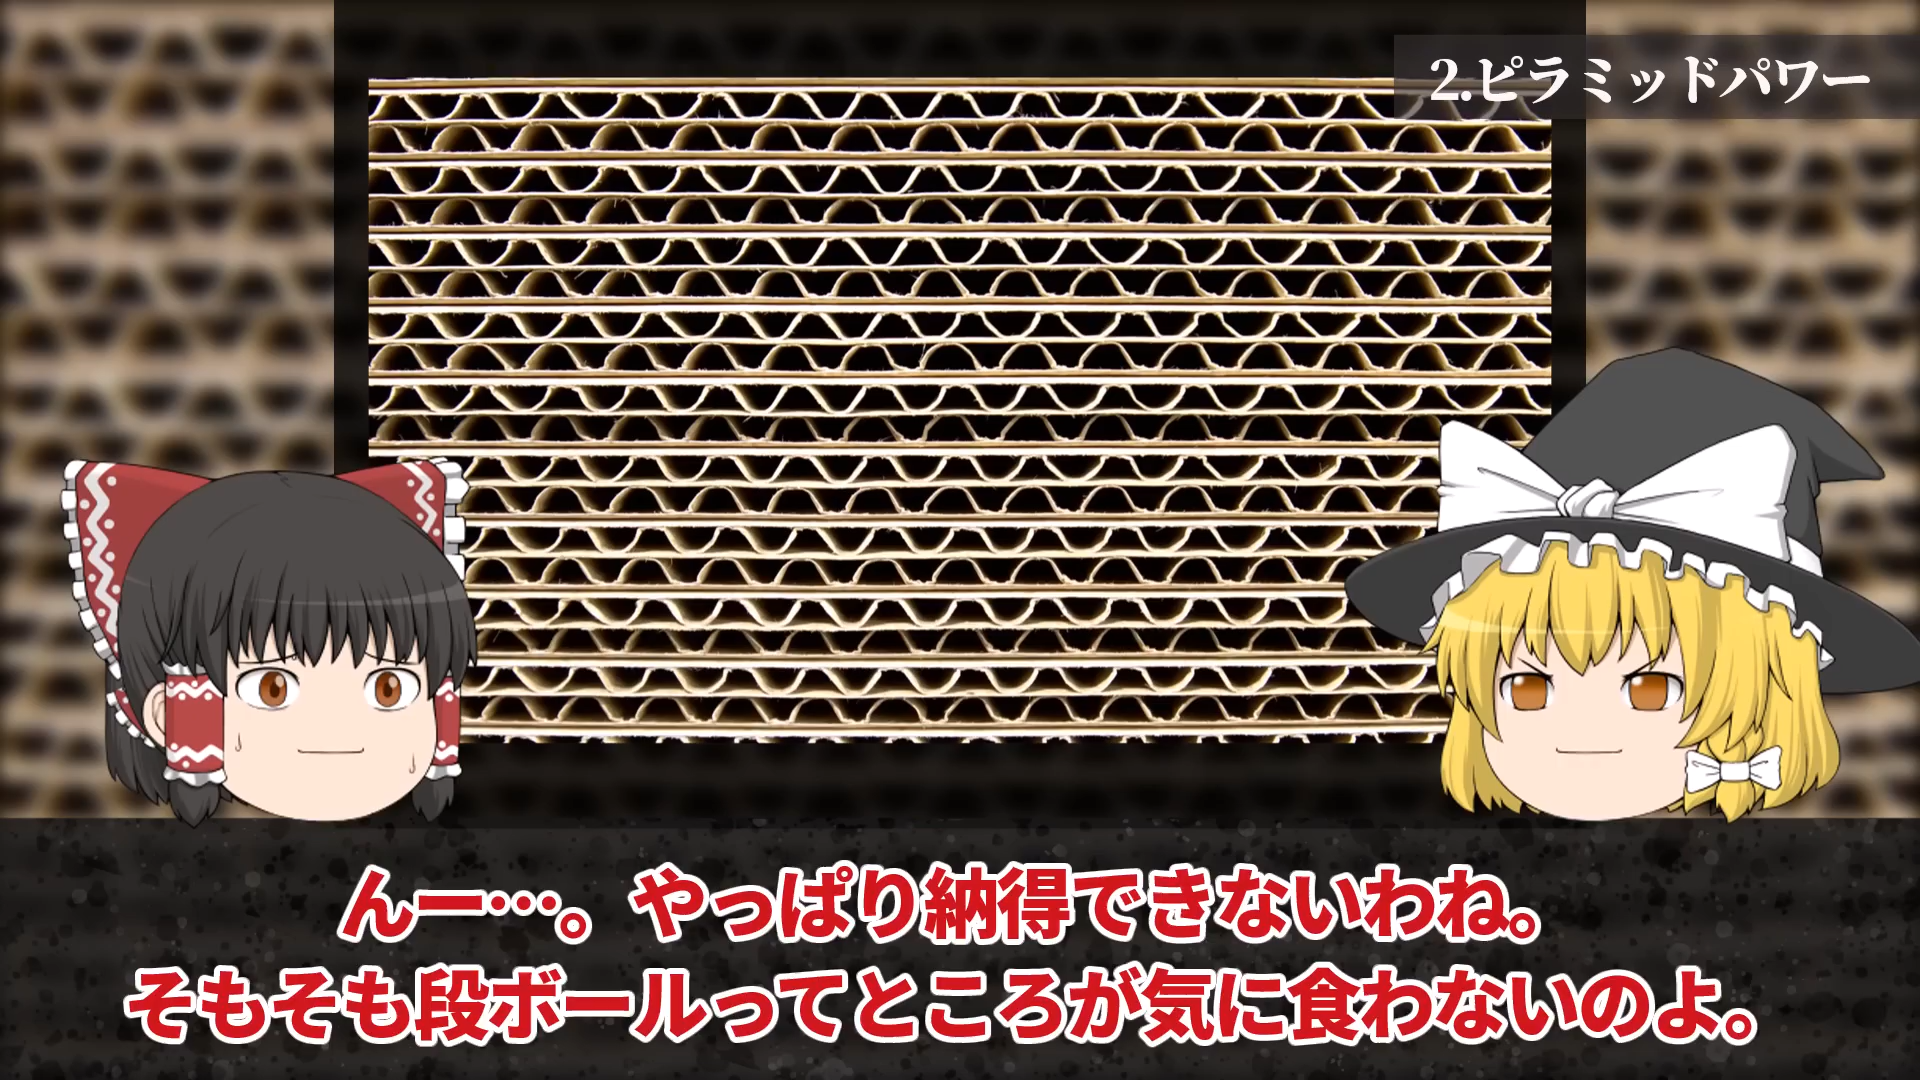 2.ピラミッドパワー
んー…。やっぱり納得できないわね。
そもそも段ボールってところが気に食わないのよ。